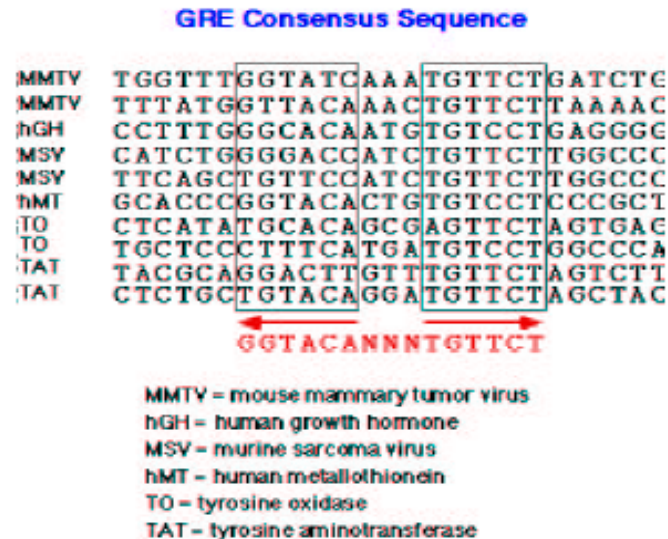 GRE Consensus Sequence
MMTV TGGTTTGGTATCAAATGTTCTGATCTG
MMTV TTTATGGTTACAAACTGTTCTTAAAAC
hGH CCTTTGGGCACAATGTGTCCTGAGGGG
MSV CATCTGGGGACCATCTGTTCTTGGCCC
MSV TTCAGCTGTTCCATCTGTTCTTGGCCC
hMT GCACCCGGTACACTGTGTCCTCCCGCT
TO CTCATATGCACAGCGAGTTCTAGTGAG
TO TGCTCCCTTTCATGATGTCCTGGCCCA
TAT TACGCAGGACTTGTTTGTTCTAGTCTT
TAT CTCTGCTGTACAGGATGTTCTAGCTAC
GGTACANNNTGTTCT
MMTV = mouse mammary tumor virus
hGH = human growth hormone
MSV = murine sarcoma virus
hMT = human metallothionein
TO = tyrosine oxidase
TAT = tyrosine aminotransferase